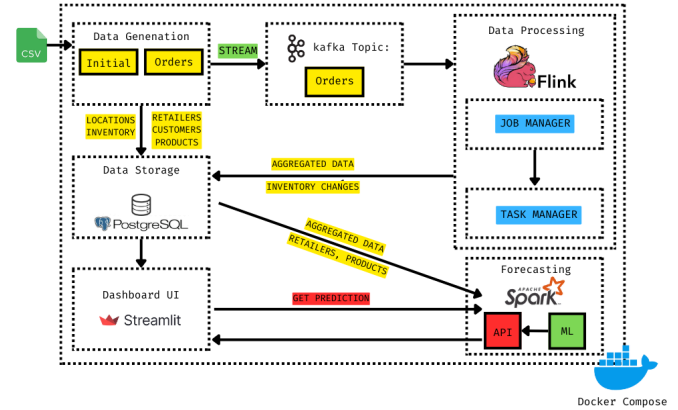 CSV
Data Genenation
Initial
Orders
STREAM
kafka Topic:
Orders
Data Processing
Flink
JOB MANAGER
TASK MANAGER
LOCATIONS
INVENTORY
RETAILERS
CUSTOMERS
PRODUCTS
AGGREGATED DATA
INVENTORY CHANGES
Data Storage
PostgreSQL
AGGREGATED DATA
RETAILERS, PRODUCTS
Dashboard UI
Streamlit
GET PREDICTION
Forecasting
APACHE
Spark
API
ML
Docker Compose